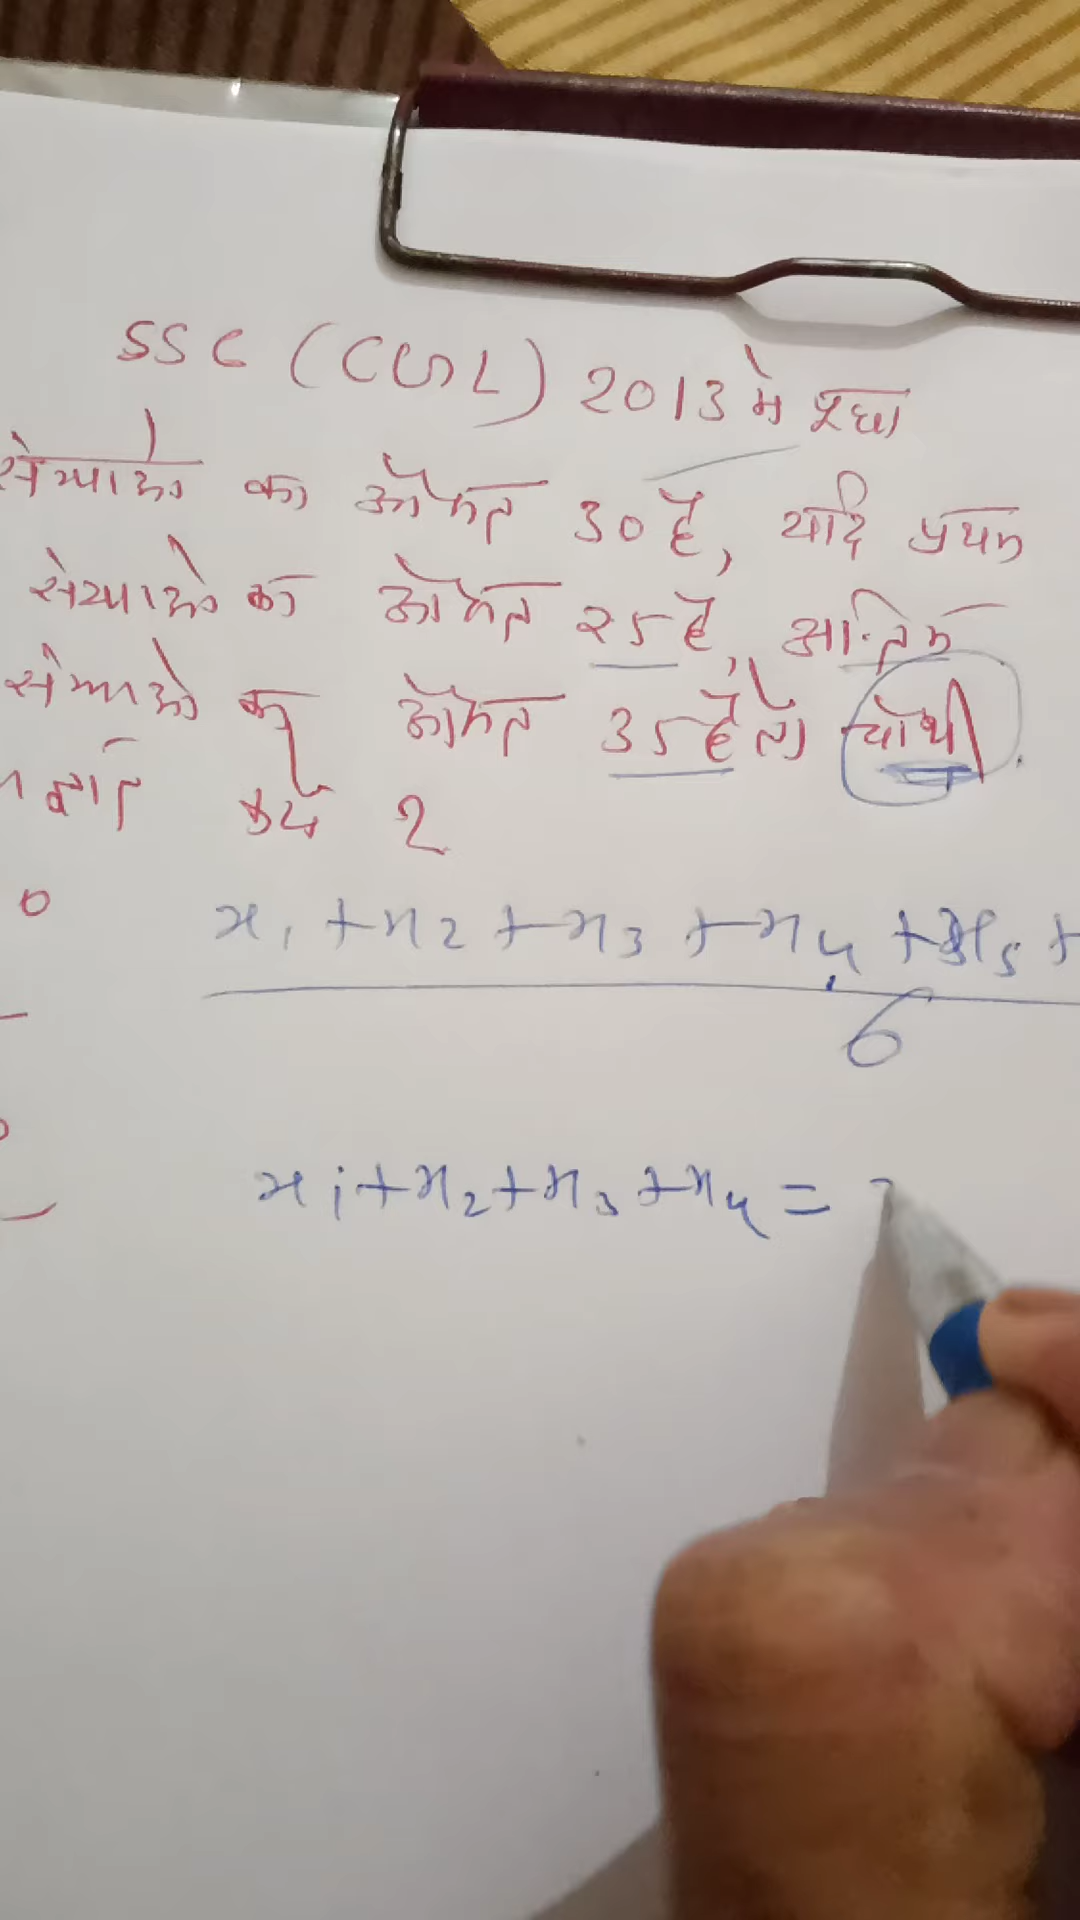 SSC (CGL) 2013 में पूछा
संख्याओं का औसत 30 है, यदि प्रथम
संख्याओं का औसत 25 है, अन्तिम
संख्याओं का औसत 35 है तो चौथी
ज्ञात करें ?
0
x₁ + x₂ + x₃ + x₄ + x₅ +
6
x₁ + x₂ + x₃ + x₄ =